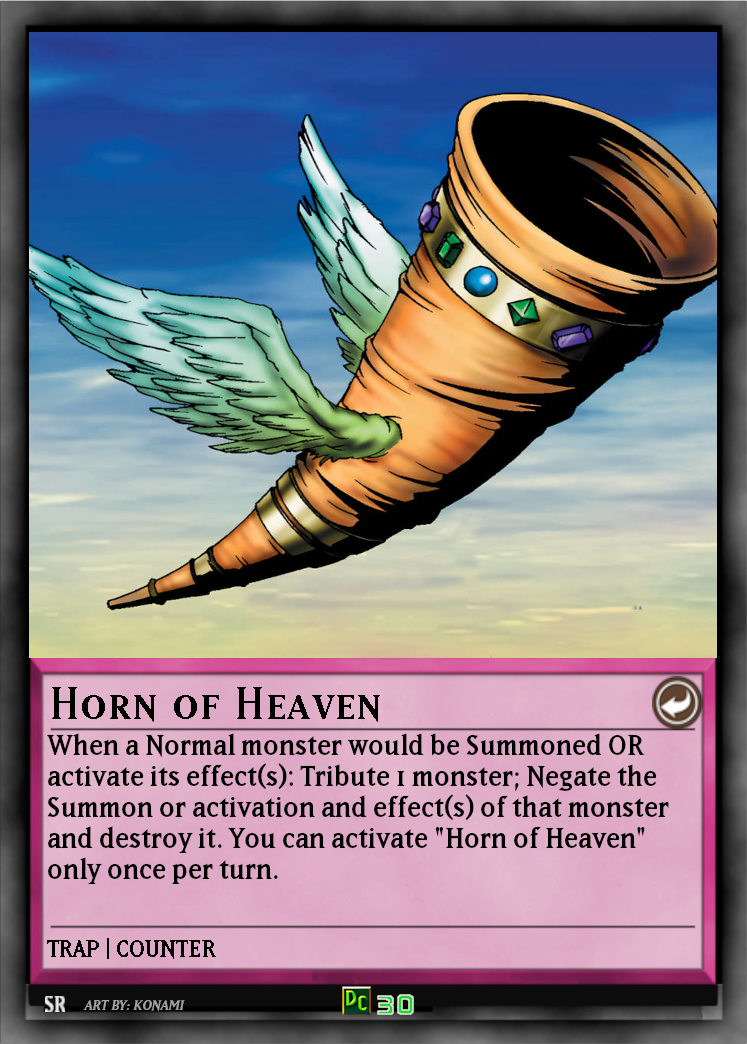 Horn of Heaven
When a Normal monster would be Summoned OR
activate its effect(s): Tribute 1 monster; Negate the
Summon or activation and effect(s) of that monster
and destroy it. You can activate "Horn of Heaven"
only once per turn.
TRAP | COUNTER
SR ART BY: KONAMI DC 30